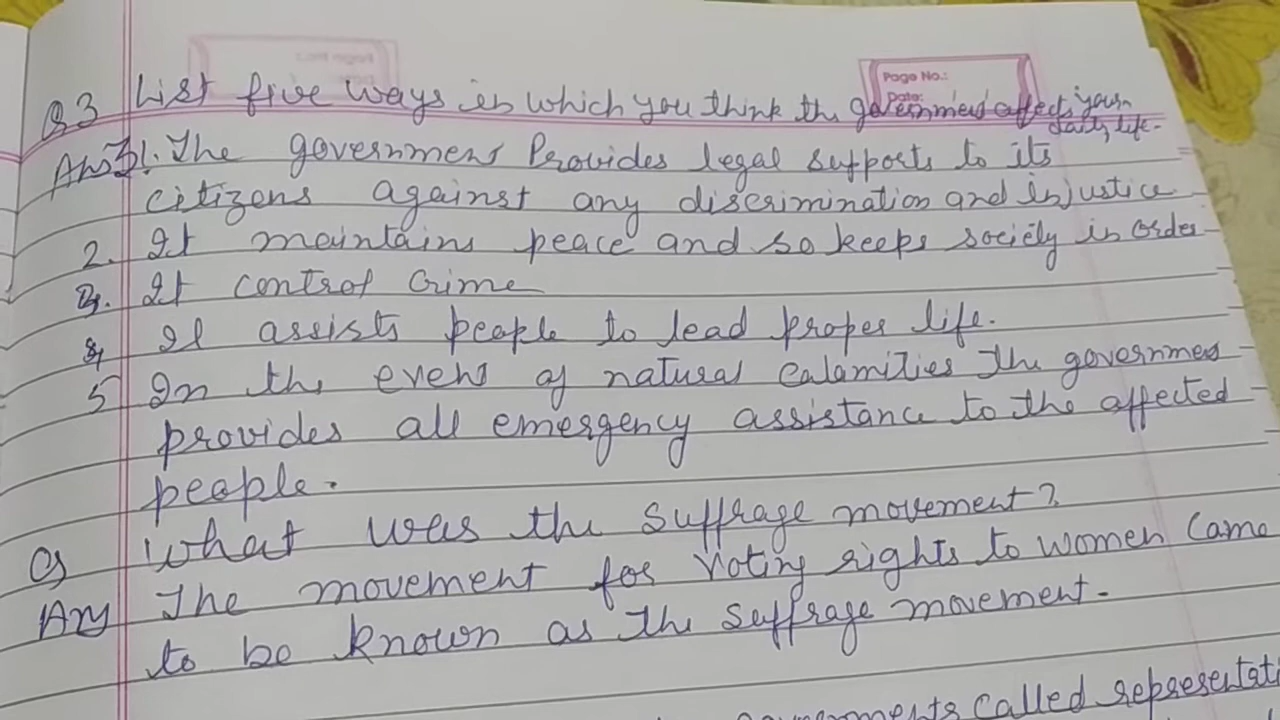 Page No.:
Date:
Q3 List five ways in which you think the government affects your
daily life.
Ans3 1. The government Provides legal supports to its
citizens against any discrimination and injustice
2. It maintains peace and so keeps society in order
3. It control crime
4 It assists people to lead proper life.
5 In the event of natural calamities the government
provides all emergency assistance to the affected
people.
Q What was the suffrage movement?
Ans The movement for voting rights to women came
to be known as the suffrage movement.
called representati